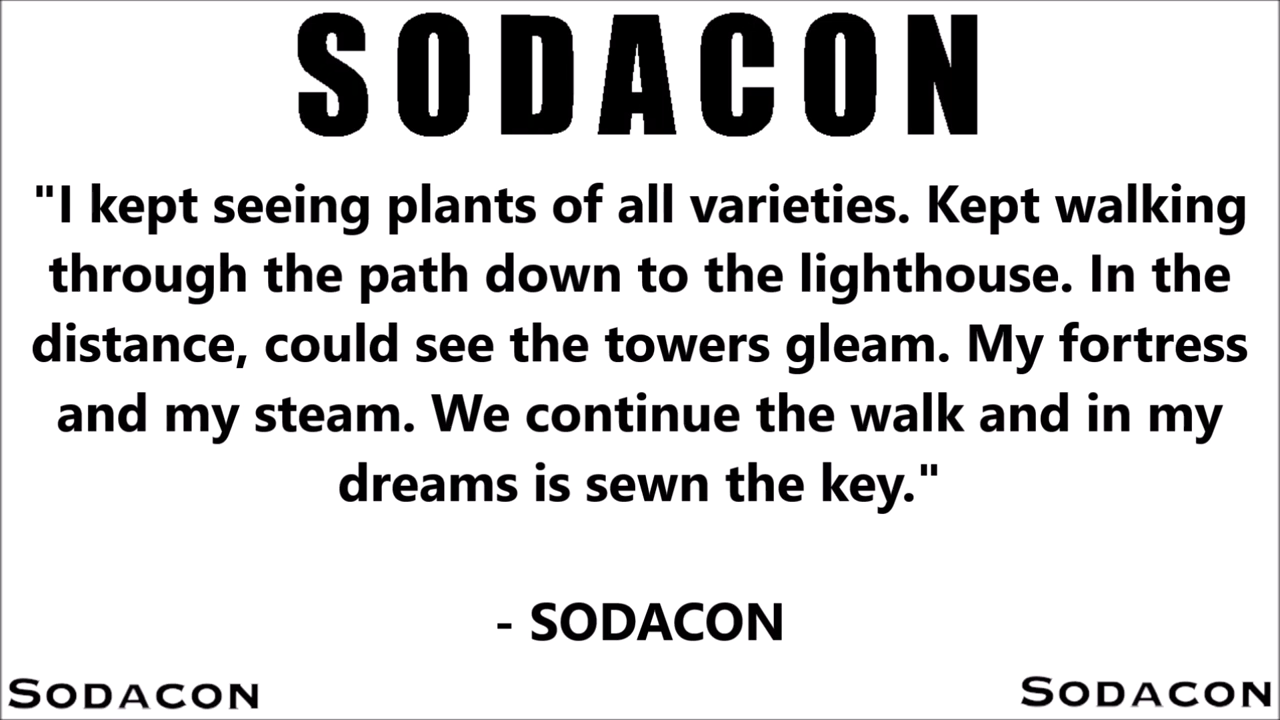 SODACON
"I kept seeing plants of all varieties. Kept walking
through the path down to the lighthouse. In the
distance, could see the towers gleam. My fortress
and my steam. We continue the walk and in my
dreams is sewn the key."
- SODACON
SODACON
SODACON